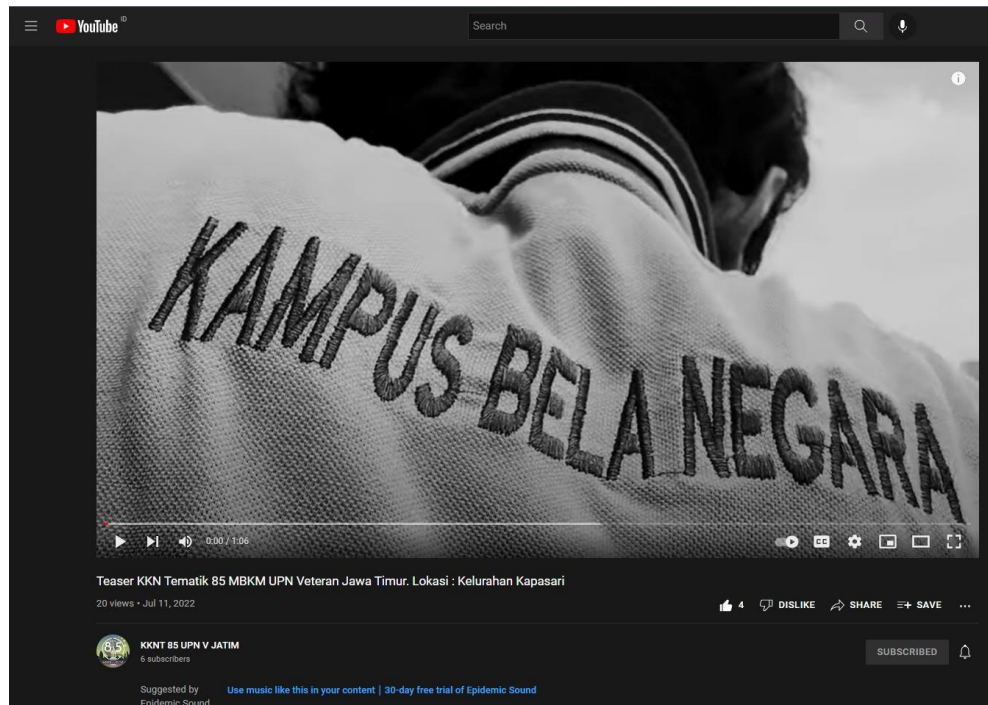 YouTube ID
Search
KAMPUS BELA NEGARA
0:00 / 1:06
CC
Teaser KKN Tematik 85 MBKM UPN Veteran Jawa Timur. Lokasi : Kelurahan Kapasari
20 views • Jul 11, 2022
4 DISLIKE SHARE SAVE ...
85
KKNT 85 UPN V JATIM
6 subscribers
SUBSCRIBED
Suggested by Use music like this in your content | 30-day free trial of Epidemic Sound
Epidemic Sound